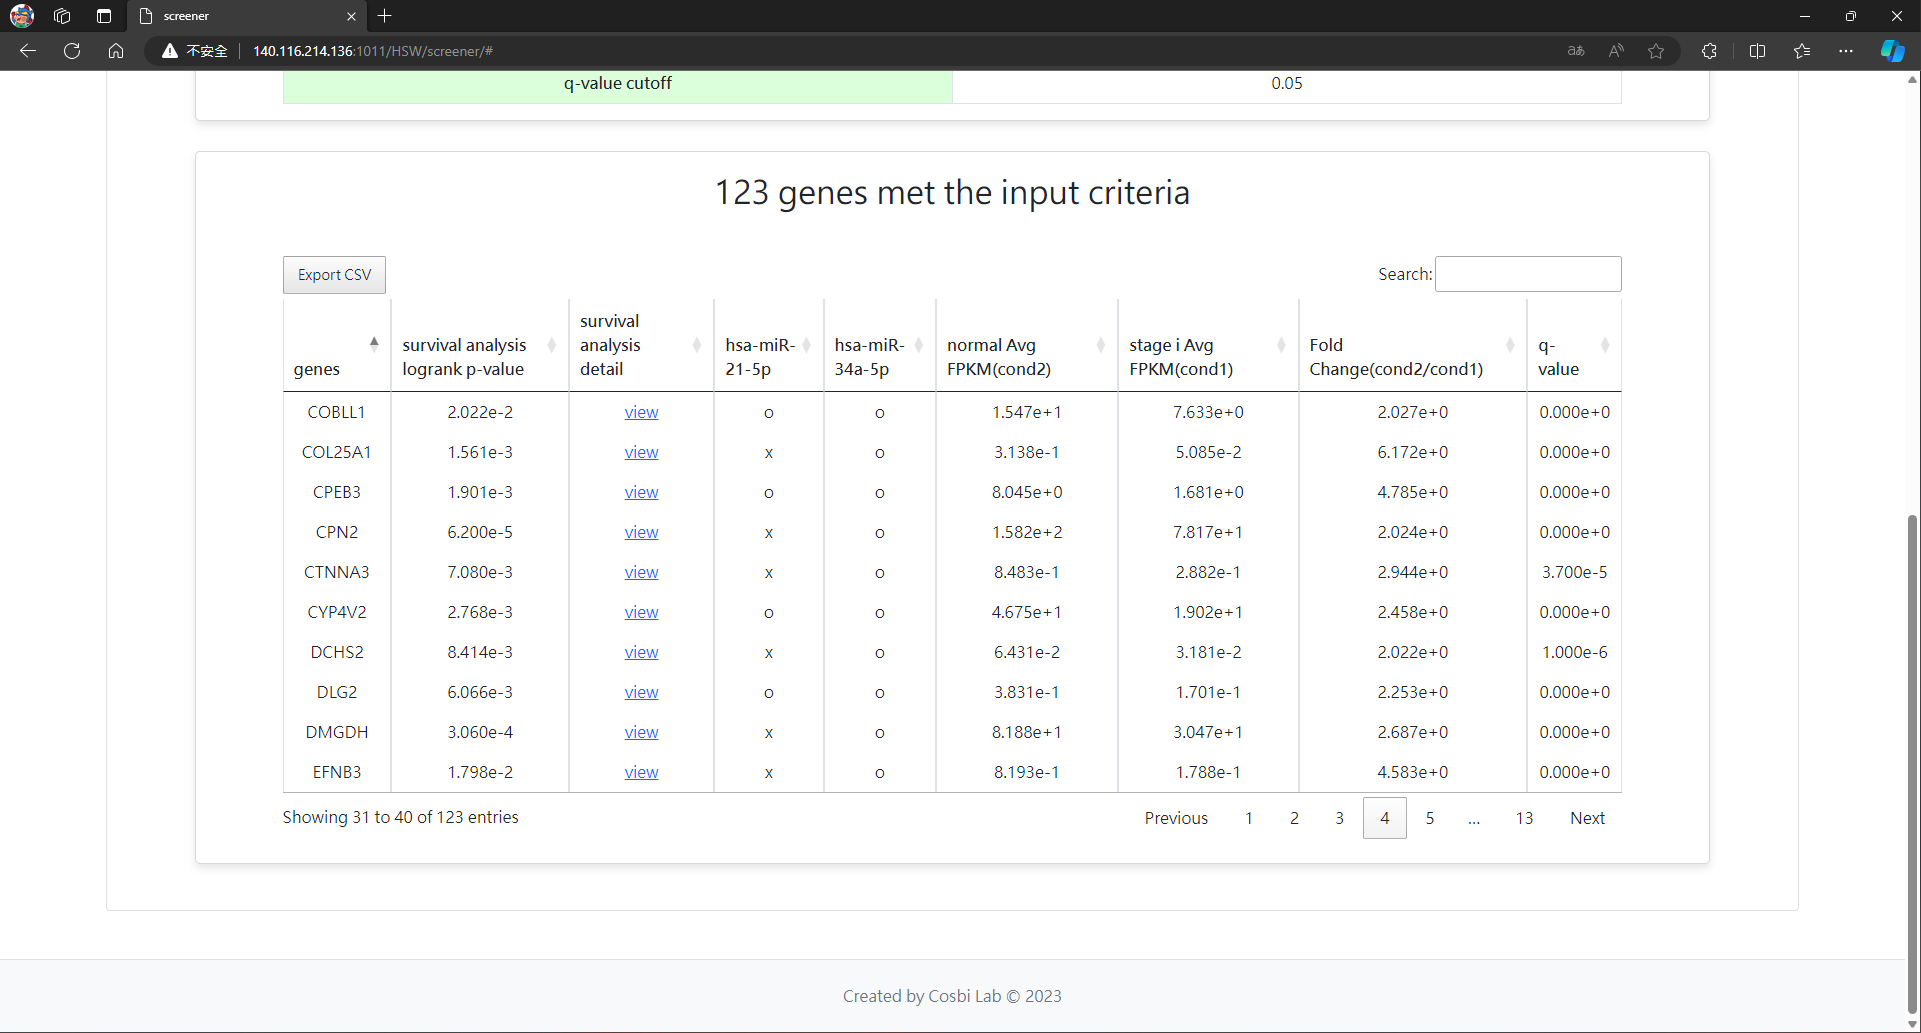 screener
不安全 140.116.214.136:1011/HSW/screener/#
q-value cutoff 0.05
123 genes met the input criteria
Export CSV Search:
genes survival analysis logrank p-value survival analysis detail hsa-miR-21-5p hsa-miR-34a-5p normal Avg FPKM(cond2) stage i Avg FPKM(cond1) Fold Change(cond2/cond1) q-value
COBLL1 2.022e-2 view o o 1.547e+1 7.633e+0 2.027e+0 0.000e+0
COL25A1 1.561e-3 view x o 3.138e-1 5.085e-2 6.172e+0 0.000e+0
CPEB3 1.901e-3 view o o 8.045e+0 1.681e+0 4.785e+0 0.000e+0
CPN2 6.200e-5 view x o 1.582e+2 7.817e+1 2.024e+0 0.000e+0
CTNNA3 7.080e-3 view x o 8.483e-1 2.882e-1 2.944e+0 3.700e-5
CYP4V2 2.768e-3 view o o 4.675e+1 1.902e+1 2.458e+0 0.000e+0
DCHS2 8.414e-3 view x o 6.431e-2 3.181e-2 2.022e+0 1.000e-6
DLG2 6.066e-3 view o o 3.831e-1 1.701e-1 2.253e+0 0.000e+0
DMGDH 3.060e-4 view x o 8.188e+1 3.047e+1 2.687e+0 0.000e+0
EFNB3 1.798e-2 view x o 8.193e-1 1.788e-1 4.583e+0 0.000e+0
Showing 31 to 40 of 123 entries Previous 1 2 3 4 5 … 13 Next
Created by Cosbi Lab © 2023